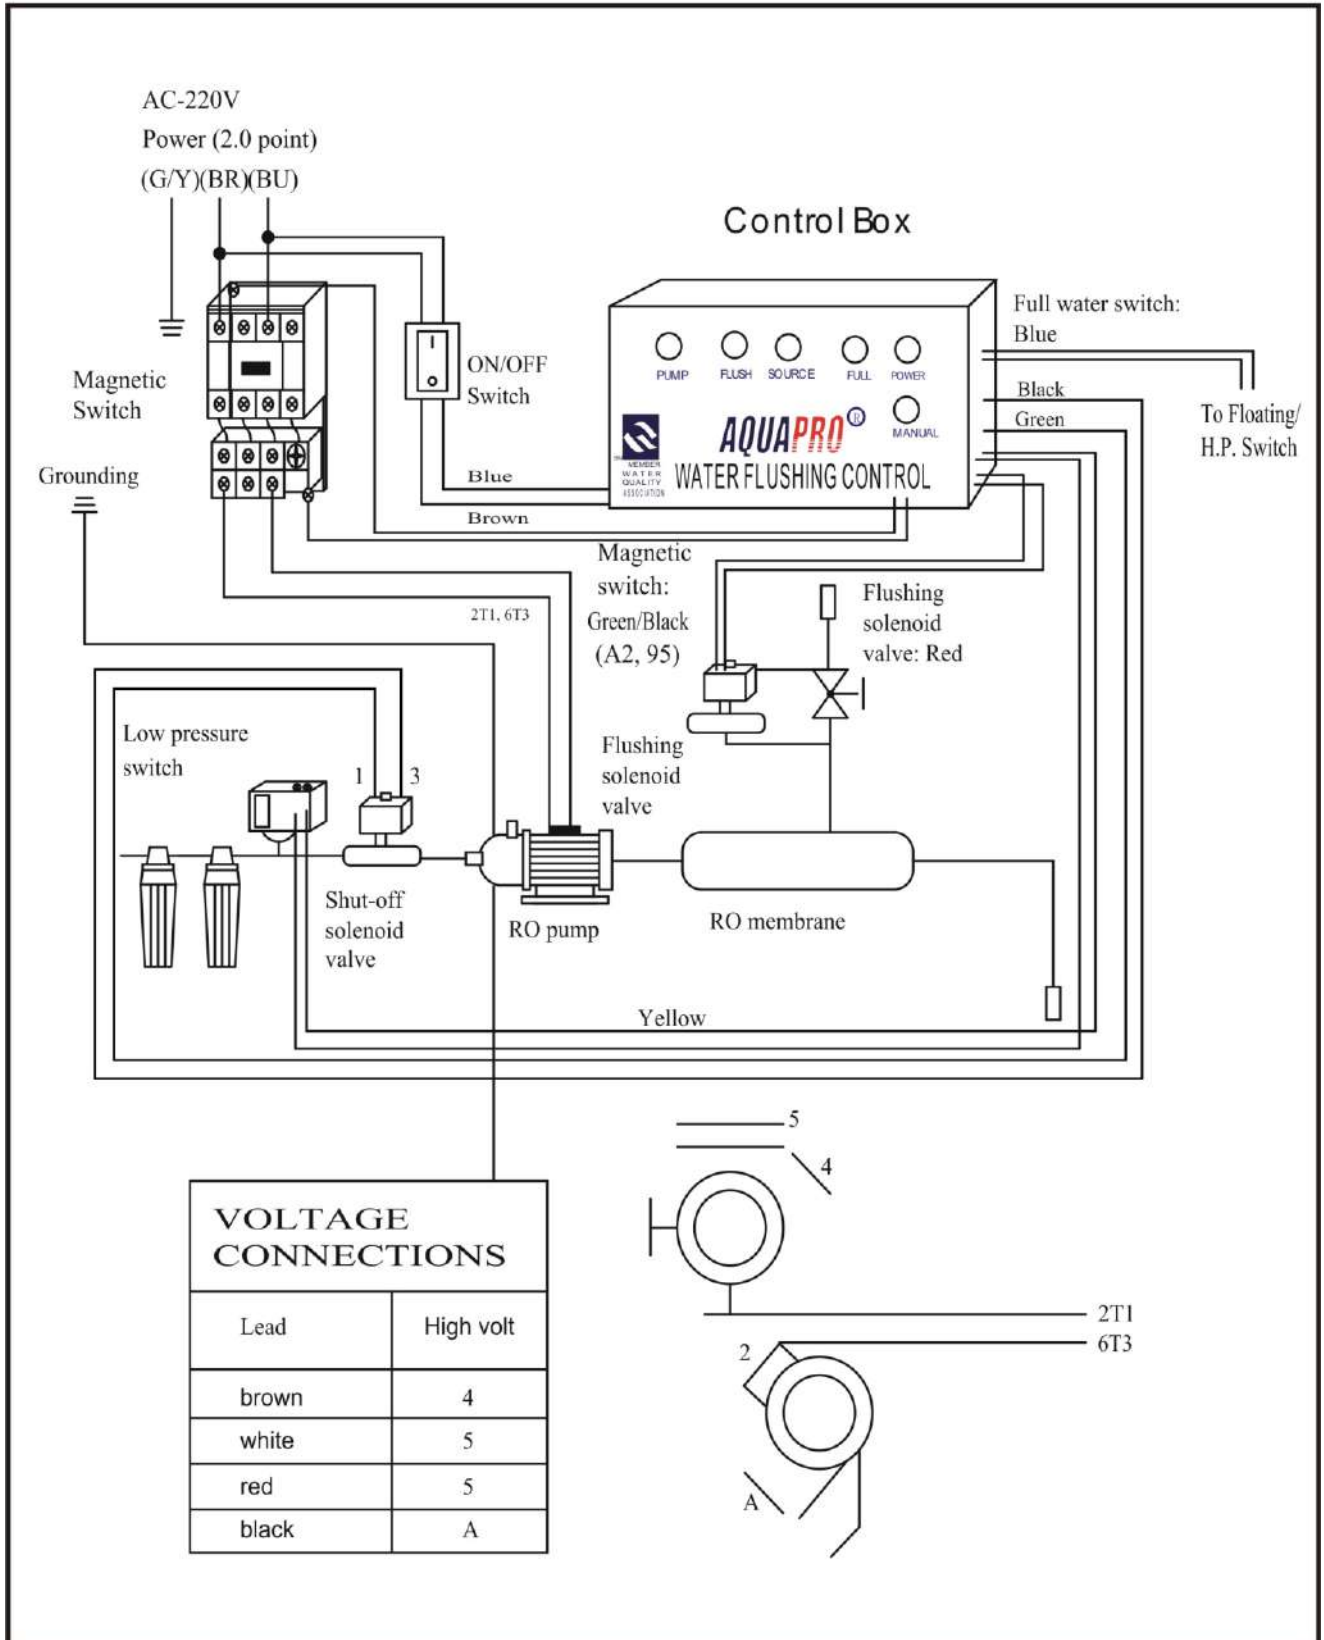 AC-220V
Power (2.0 point)
(G/Y)(BR)(BU)
Control Box
Magnetic
Switch
ON/OFF
Switch
Grounding
PUMP FLUSH SOURCE FULL POWER
MANUAL
AQUAPRO®
MEMBER
WATER
QUALITY
ASSOCIATION
WATER FLUSHING CONTROL
Full water switch:
Blue
Black
Green
To Floating/
H.P. Switch
Blue
Brown
2T1, 6T3
Magnetic
switch:
Green/Black
(A2, 95)
Flushing
solenoid
valve: Red
Flushing
solenoid
valve
Low pressure
switch
1 3
Shut-off
solenoid
valve
RO pump
RO membrane
Yellow
VOLTAGE
CONNECTIONS
Lead High volt
brown 4
white 5
red 5
black A
5
4
2T1
6T3
2
A